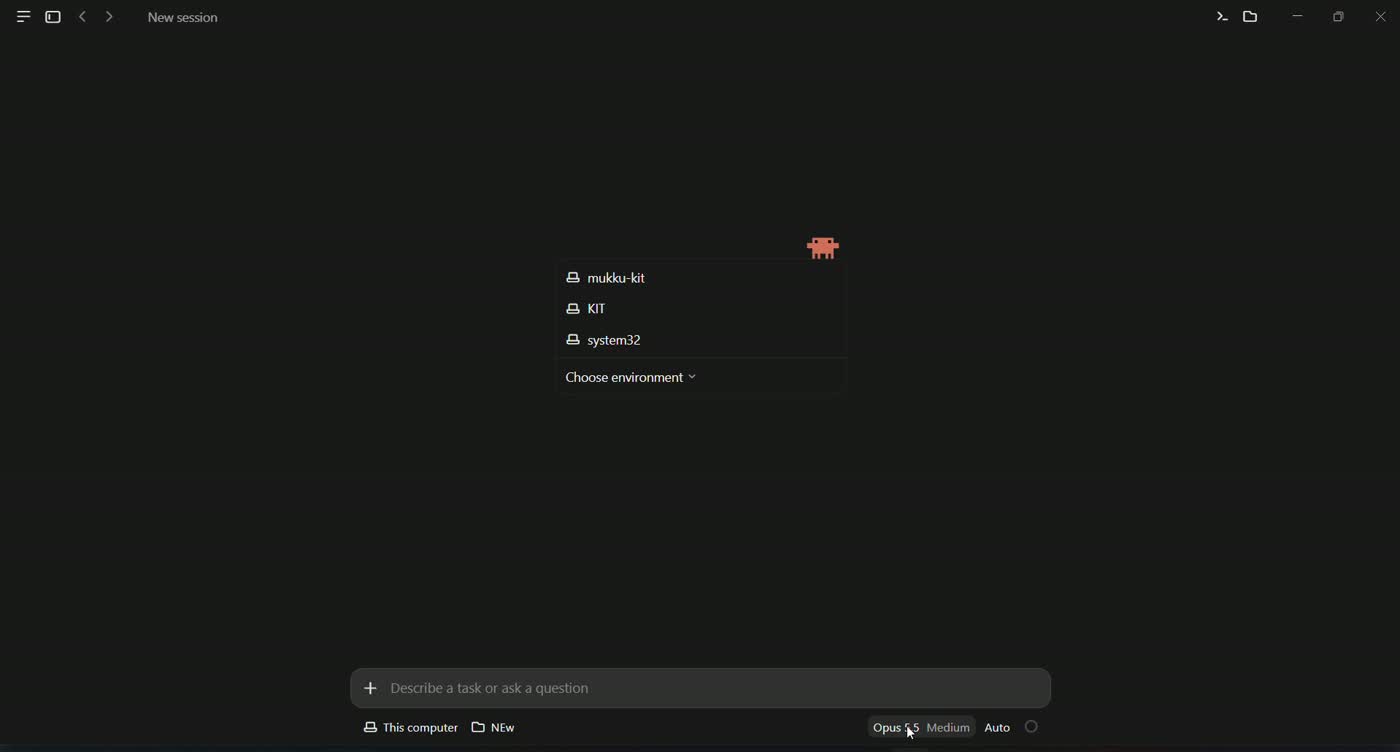 New session
mukku-kit
KIT
system32
Choose environment
Describe a task or ask a question
This computer NEw
Opus 5.5 Medium Auto